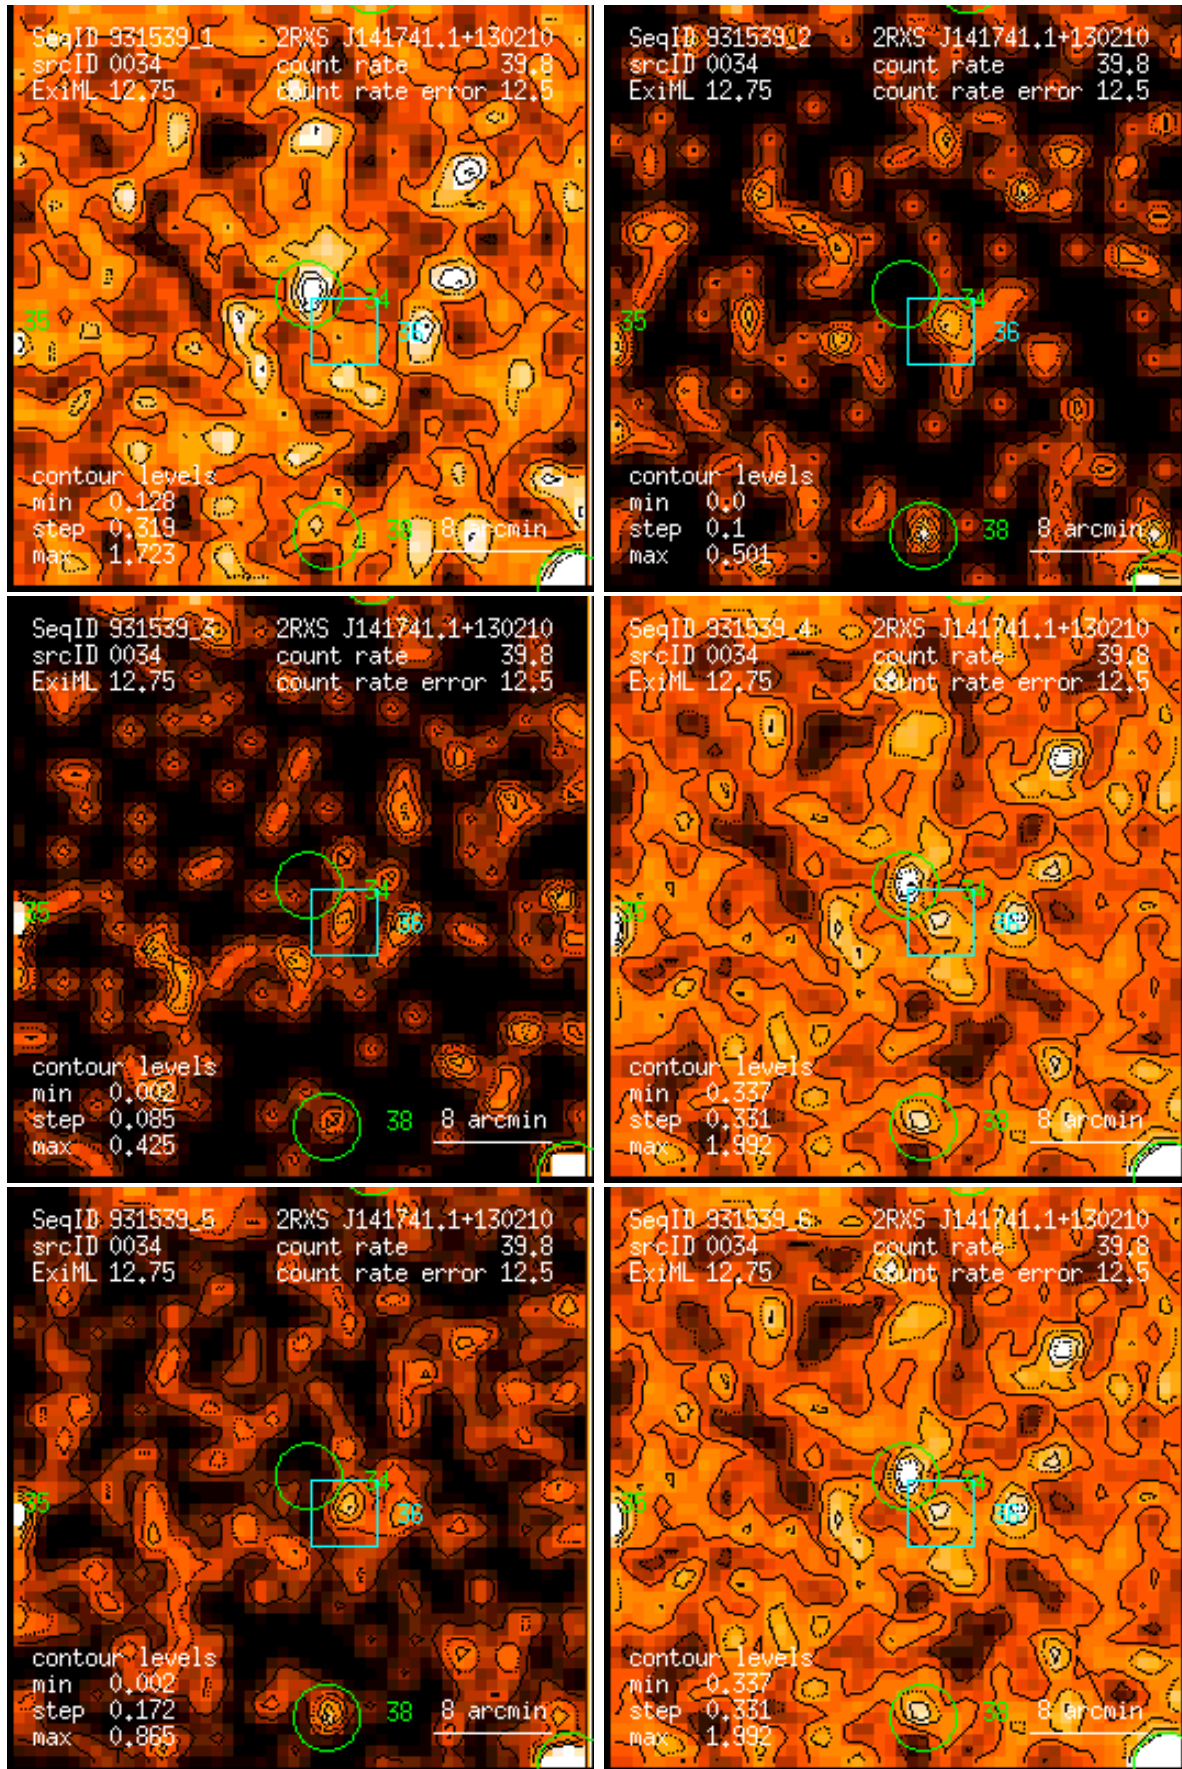 SeqID 931539_1 2RXS J141741.1+130210
srcID 0034 count rate 39.8
ExiML 12.75 count rate error 12.5
34
35 36
contour levels
min 0.128
step 0.319 38 8 arcmin
max 1.723
SeqID 931539_2 2RXS J141741.1+130210
srcID 0034 count rate 39.8
ExiML 12.75 count rate error 12.5
34
35 36
contour levels
min 0.0
step 0.1 38 8 arcmin
max 0.501
SeqID 931539_3 2RXS J141741.1+130210
srcID 0034 count rate 39.8
ExiML 12.75 count rate error 12.5
34
35 36
contour levels
min 0.002
step 0.085 38 8 arcmin
max 0.425
SeqID 931539_4 2RXS J141741.1+130210
srcID 0034 count rate 39.8
ExiML 12.75 count rate error 12.5
34
35 36
contour levels
min 0.337
step 0.331 38 8 arcmin
max 1.992
SeqID 931539_5 2RXS J141741.1+130210
srcID 0034 count rate 39.8
ExiML 12.75 count rate error 12.5
34
35 36
contour levels
min 0.002
step 0.172 38 8 arcmin
max 0.865
SeqID 931539_6 2RXS J141741.1+130210
srcID 0034 count rate 39.8
ExiML 12.75 count rate error 12.5
34
35 36
contour levels
min 0.337
step 0.331 38 8 arcmin
max 1.992